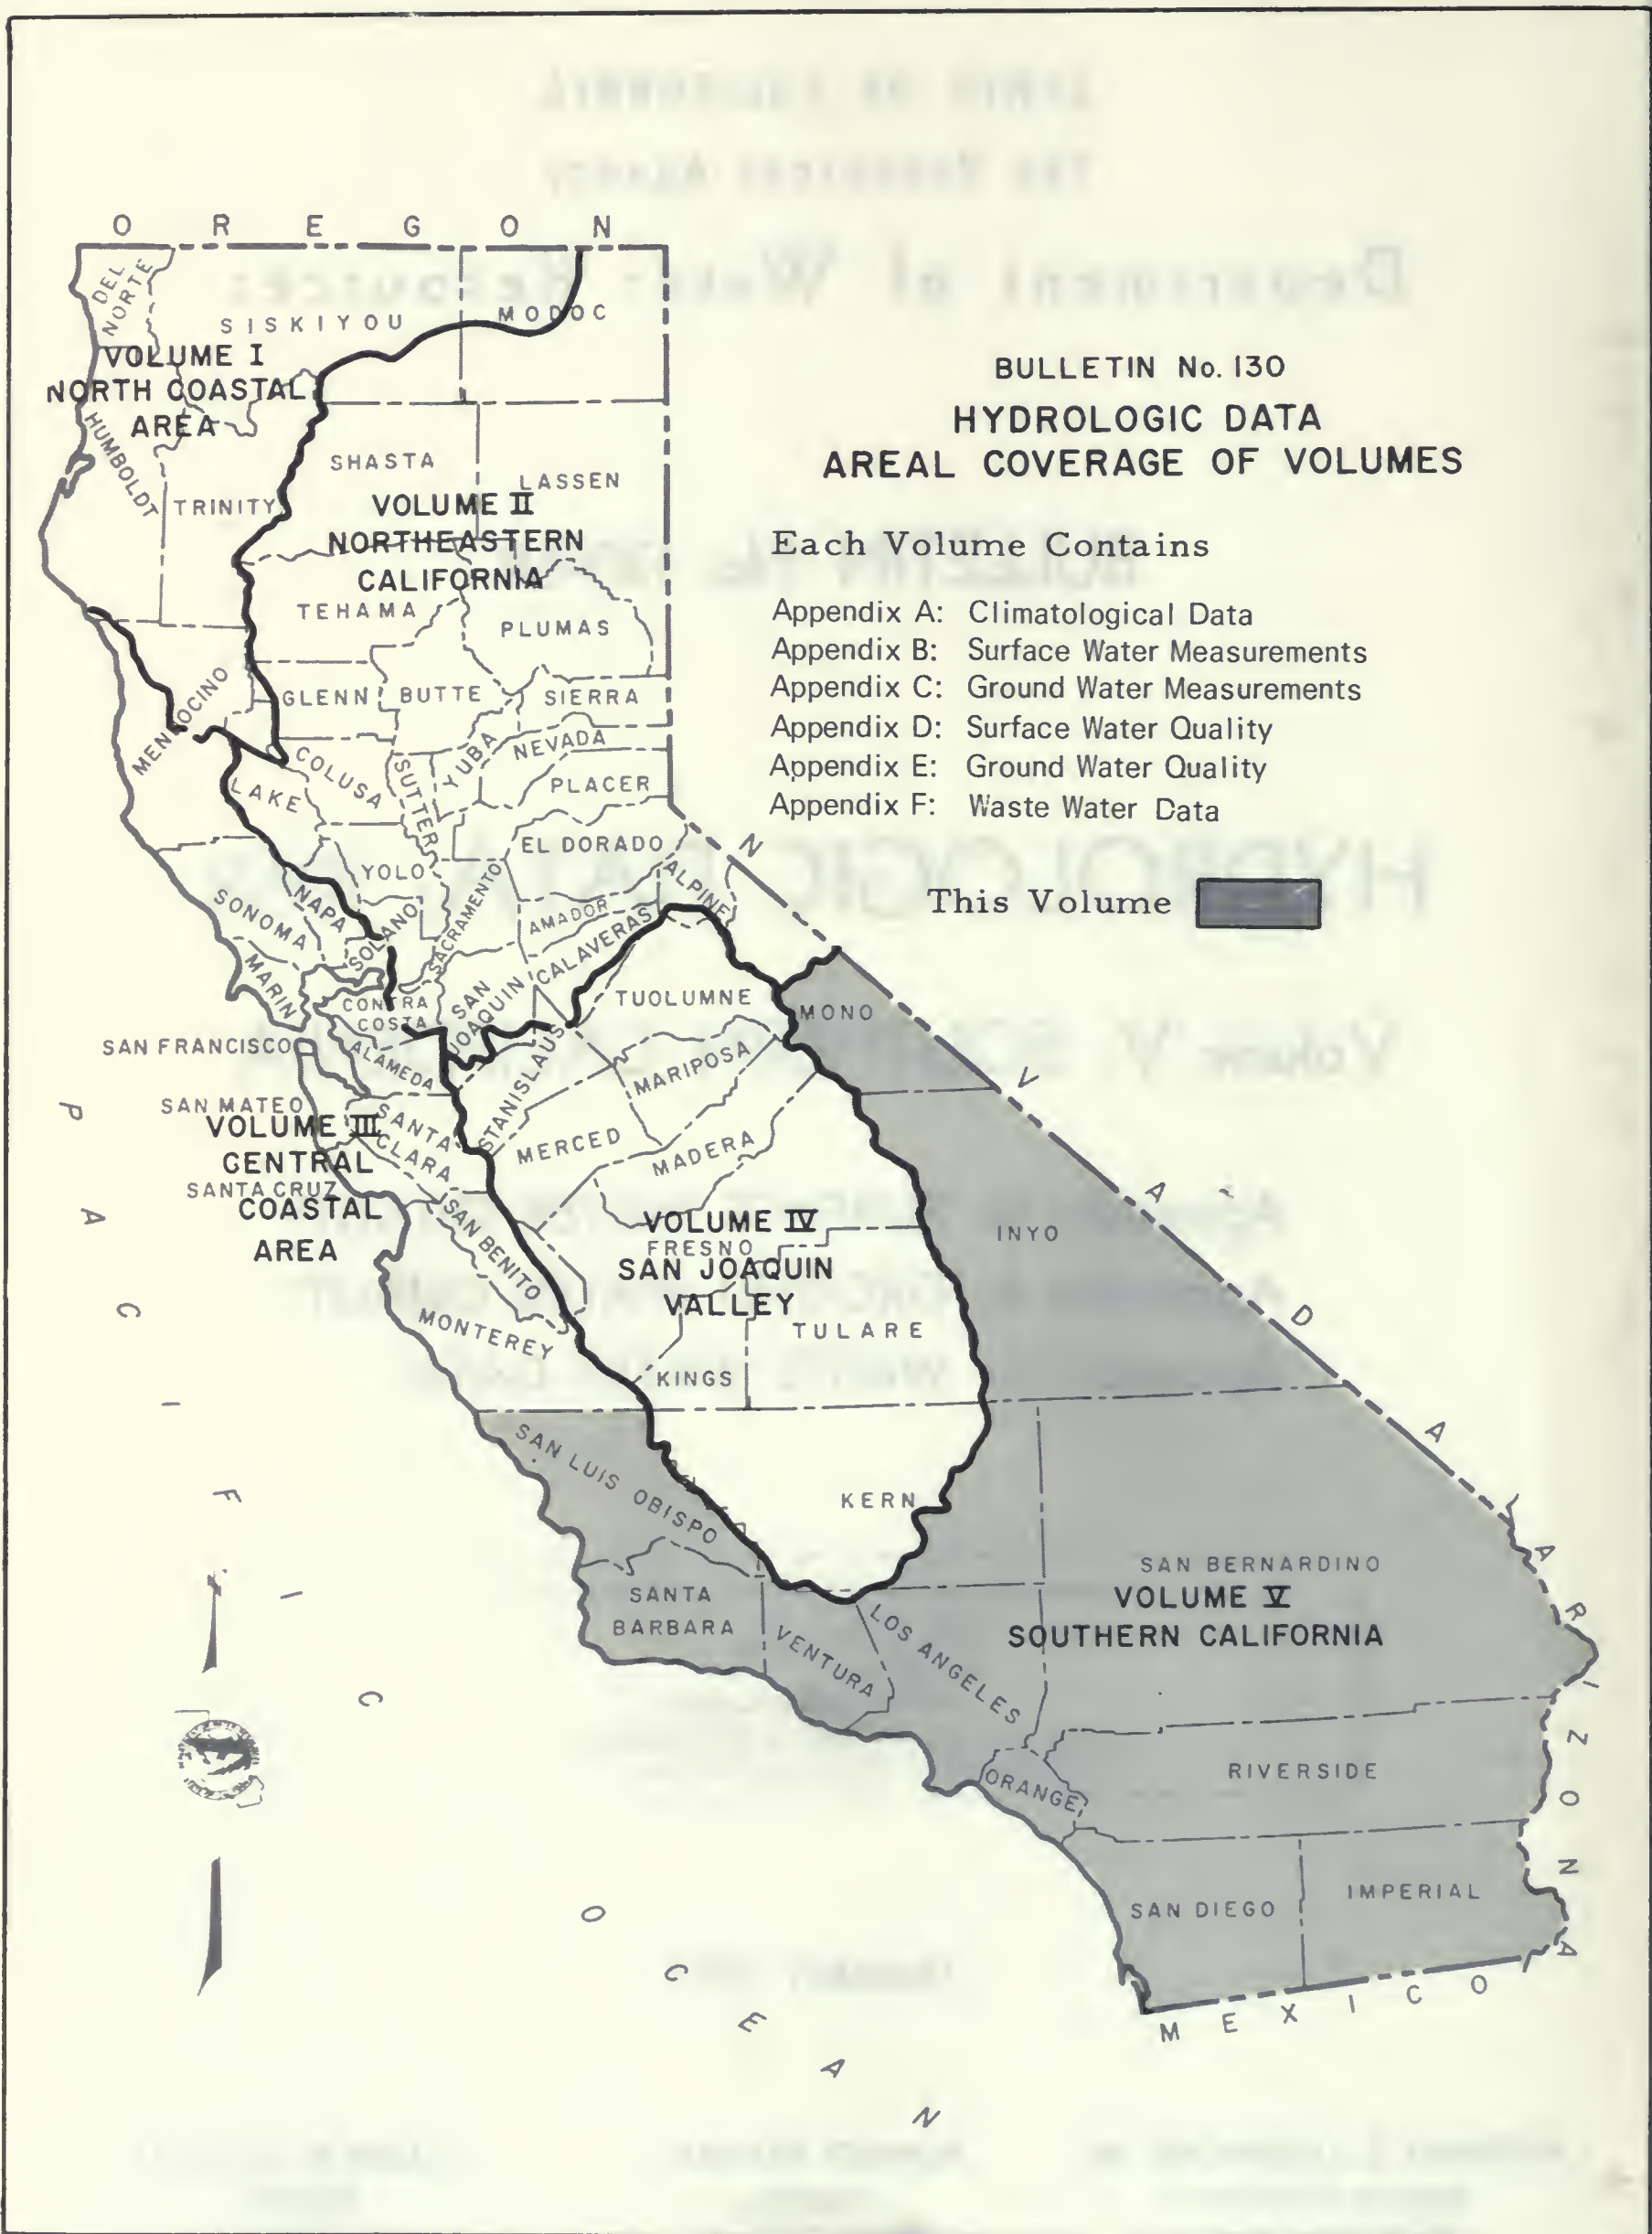 OREGON
DEL
NORTE
SISKIYOU
MODOC
VOLUME I
NORTH COASTAL
AREA
HUMBOLDT
TRINITY
SHASTA
LASSEN
VOLUME II
NORTHEASTERN
CALIFORNIA
TEHAMA
PLUMAS
MENDOCINO
GLENN
BUTTE
SIERRA
COLUSA
SUTTER
YUBA
NEVADA
LAKE
PLACER
YOLO
EL DORADO
SONOMA
NAPA
SOLANO
SACRAMENTO
AMADOR
ALPINE
MARIN
CALAVERAS
CONTRA
COSTA
SAN
JOAQUIN
TUOLUMNE
MONO
SAN FRANCISCO
ALAMEDA
STANISLAUS
MARIPOSA
SAN MATEO
VOLUME III
CENTRAL
SANTA CRUZ
COASTAL
AREA
SANTA
CLARA
MERCED
MADERA
SAN BENITO
VOLUME IV
FRESNO
SAN JOAQUIN
VALLEY
INYO
MONTEREY
TULARE
KINGS
SAN LUIS OBISPO
KERN
SANTA
BARBARA
VENTURA
LOS ANGELES
SAN BERNARDINO
VOLUME V
SOUTHERN CALIFORNIA
ORANGE
RIVERSIDE
SAN DIEGO
IMPERIAL
NEVADA
ARIZONA
MEXICO
PACIFIC
OCEAN
BULLETIN No. 130
HYDROLOGIC DATA
AREAL COVERAGE OF VOLUMES
Each Volume Contains
Appendix A: Climatological Data
Appendix B: Surface Water Measurements
Appendix C: Ground Water Measurements
Appendix D: Surface Water Quality
Appendix E: Ground Water Quality
Appendix F: Waste Water Data
This Volume